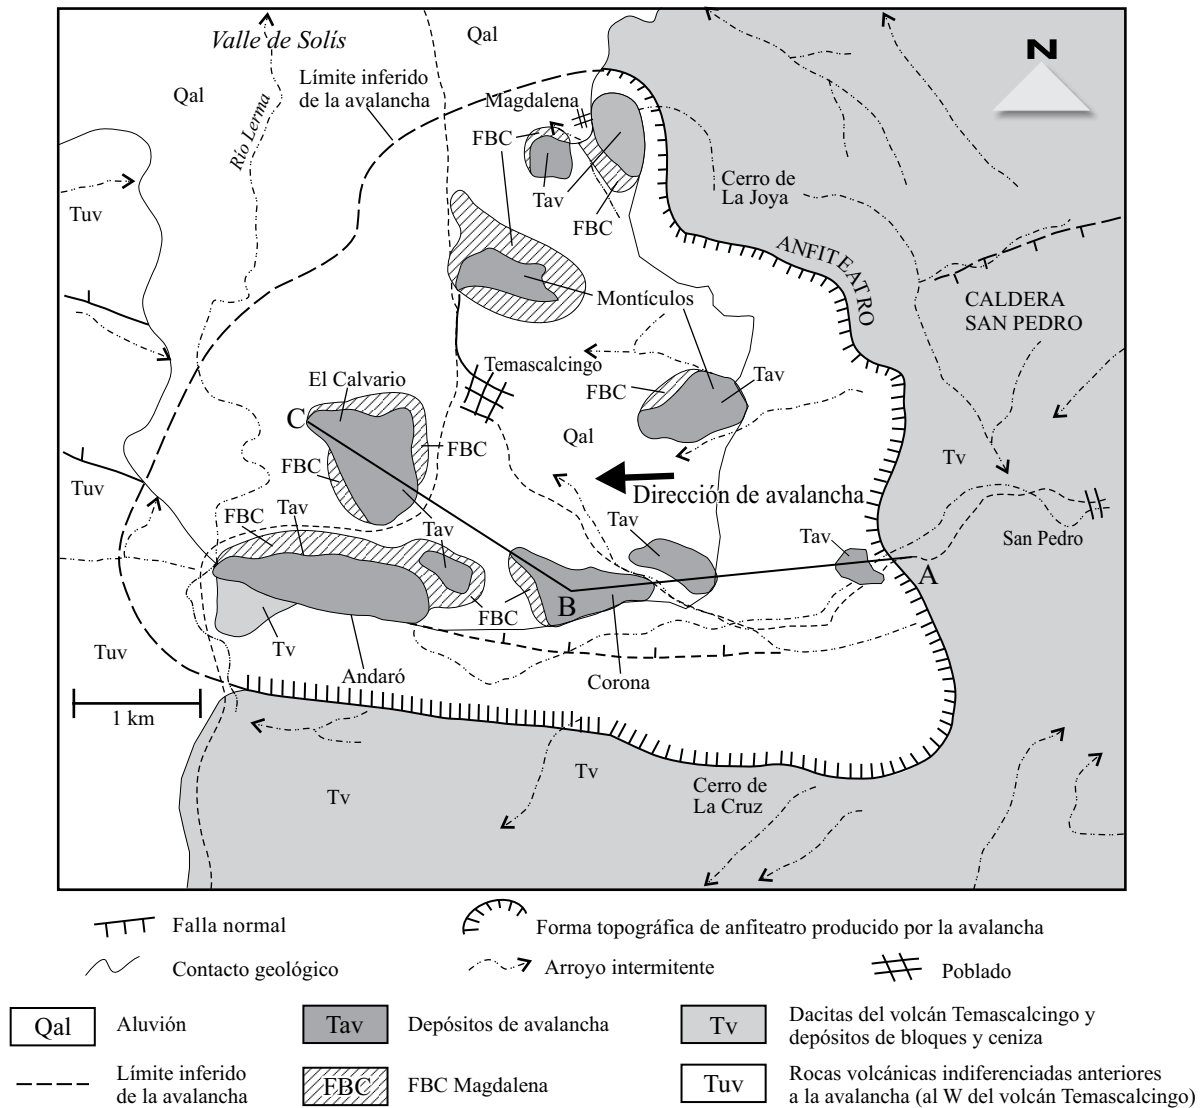 Valle de Solís
Qal
N
Límite inferido
de la avalancha
Qal
Río Lerma
Magdalena
FBC
Tav
FBC
Cerro de
La Joya
Tuv
ANFITEATRO
Montículos
CALDERA
SAN PEDRO
Temascalcingo
El Calvario
FBC
Tav
C
Qal
FBC
FBC
Tv
Tuv
Dirección de avalancha
Tav
FBC
Tav
Tav
Tav
San Pedro
A
B
FBC
Tv
Tuv
Andaró
Corona
1 km
Tv
Tv
Cerro de
La Cruz
Falla normal
Forma topográfica de anfiteatro producido por la avalancha
Contacto geológico
Arroyo intermitente
Poblado
Qal
Aluvión
Tav
Depósitos de avalancha
Tv
Dacitas del volcán Temascalcingo y
depósitos de bloques y ceniza
Límite inferido
de la avalancha
FBC
FBC Magdalena
Tuv
Rocas volcánicas indiferenciadas anteriores
a la avalancha (al W del volcán Temascalcingo)